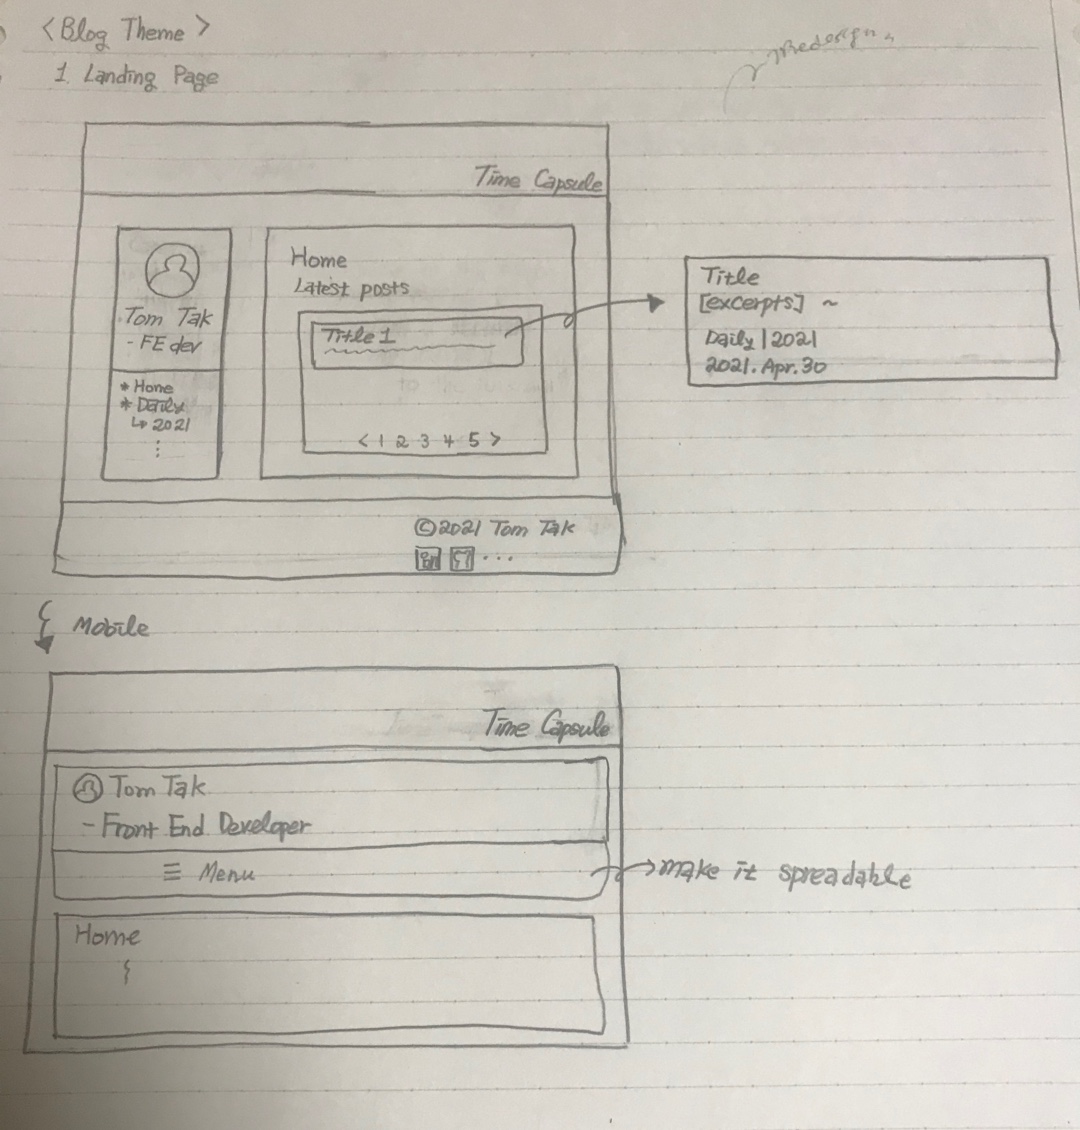 <Blog Theme>
1. Landing Page
Redesign
Time Capsule
Tom Tak
- FE dev
* Home
* Daily
↳ 2021
⋮
Home
Latest posts
Title 1
< 1 2 3 4 5 >
Title
[excerpts] ~
Daily | 2021
2021. Apr. 30
©2021 Tom Tak
...
Mobile
Time Capsule
Tom Tak
- Front End Developer
☰ Menu
make it spreadable
Home